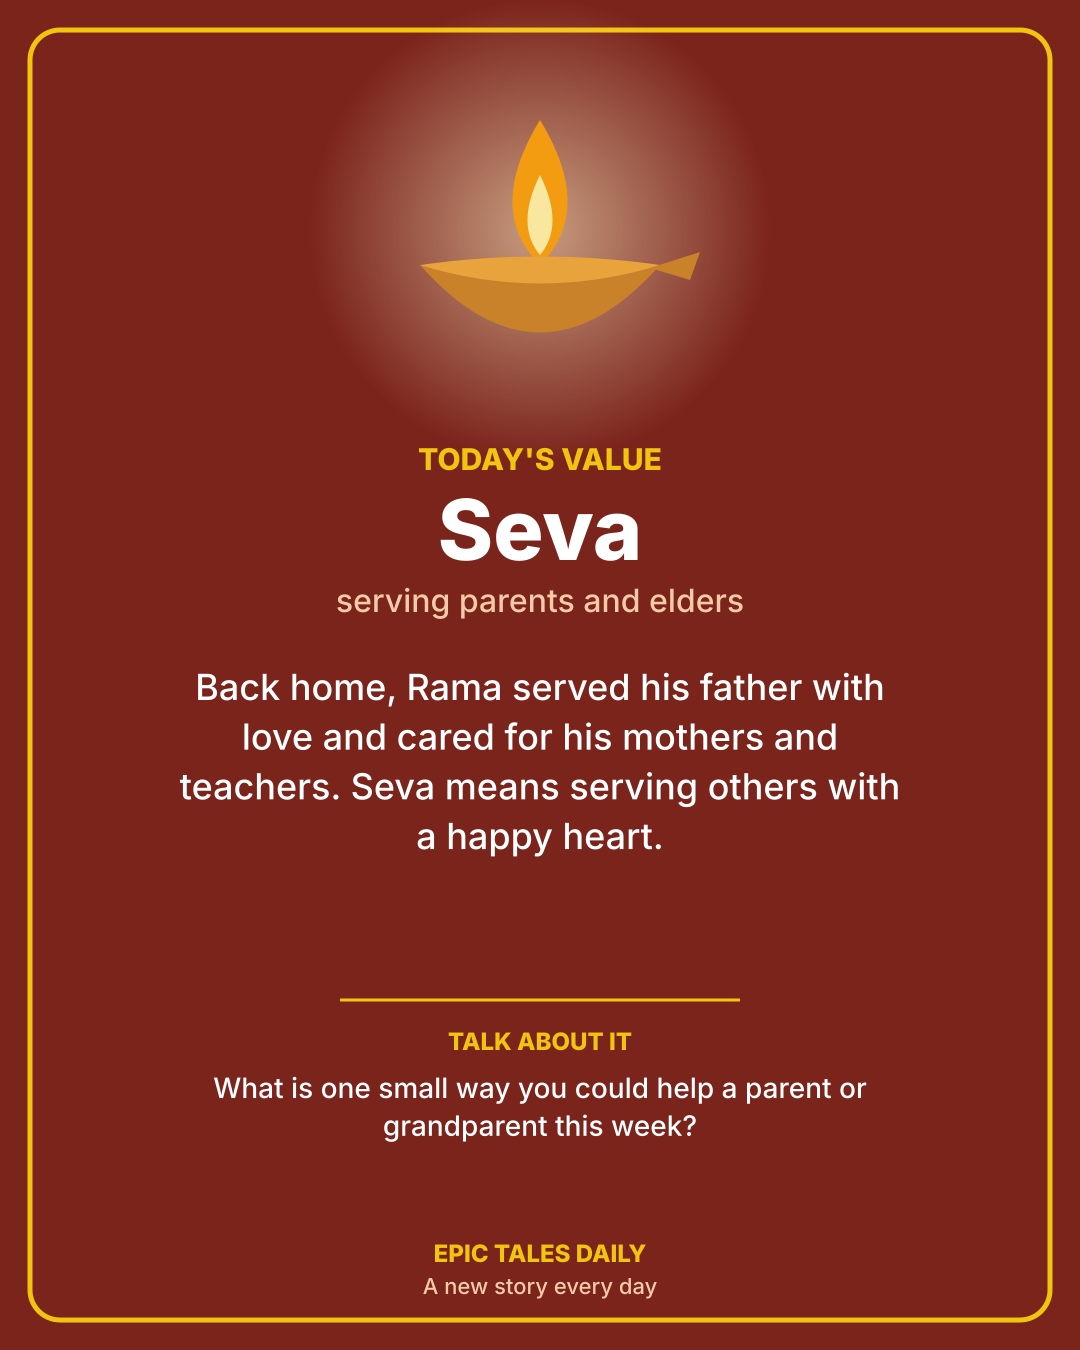 TODAY'S VALUE
Seva
serving parents and elders
Back home, Rama served his father with
love and cared for his mothers and
teachers. Seva means serving others with
a happy heart.
TALK ABOUT IT
What is one small way you could help a parent or
grandparent this week?
EPIC TALES DAILY
A new story every day